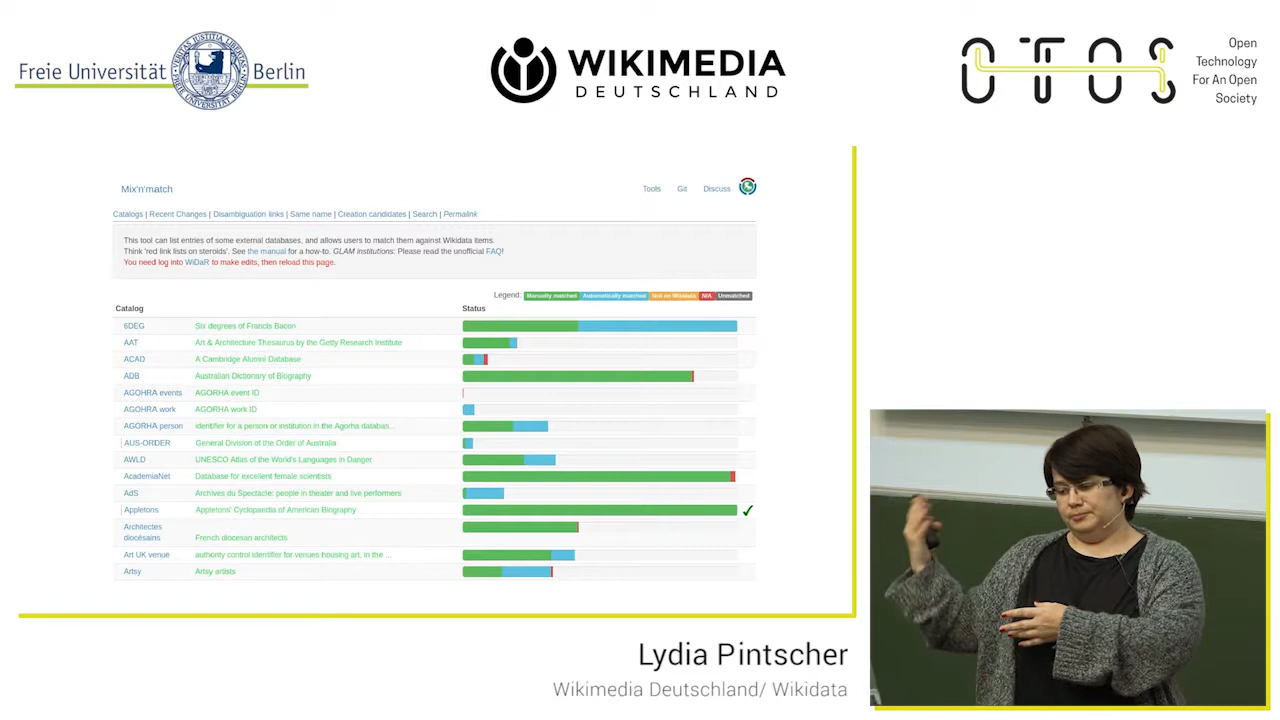 Freie Universität Berlin
VERITAS JUSTITIA LIBERTAS
WIKIMEDIA
DEUTSCHLAND
OTOS
Open
Technology
For An Open
Society
Mix'n'match
Tools Git Discuss
Catalogs | Recent Changes | Disambiguation links | Same name | Creation candidates | Search | Permalink
This tool can list entries of some external databases, and allows users to match them against Wikidata items.
Think 'red link lists on steroids'. See the manual for a how-to. GLAM institutions: Please read the unofficial FAQ!
You need log into WiDaR to make edits, then reload this page.
Legend: Manually matched Automatically matched Not on Wikidata N/A Unmatched
Catalog Status
6DEG Six degrees of Francis Bacon
AAT Art & Architecture Thesaurus by the Getty Research Institute
ACAD A Cambridge Alumni Database
ADB Australian Dictionary of Biography
AGOHRA events AGORHA event ID
AGOHRA work AGORHA work ID
AGORHA person identifier for a person or institution in the Agorha databas...
AUS-ORDER General Division of the Order of Australia
AWLD UNESCO Atlas of the World's Languages in Danger
AcademiaNet Database for excellent female scientists
AdS Archives du Spectacle: people in theater and live performers
Appletons Appletons' Cyclopaedia of American Biography
Architectes
diocésains French diocesan architects
Art UK venue authority control identifier for venues housing art, in the ...
Artsy Artsy artists
Lydia Pintscher
Wikimedia Deutschland/ Wikidata